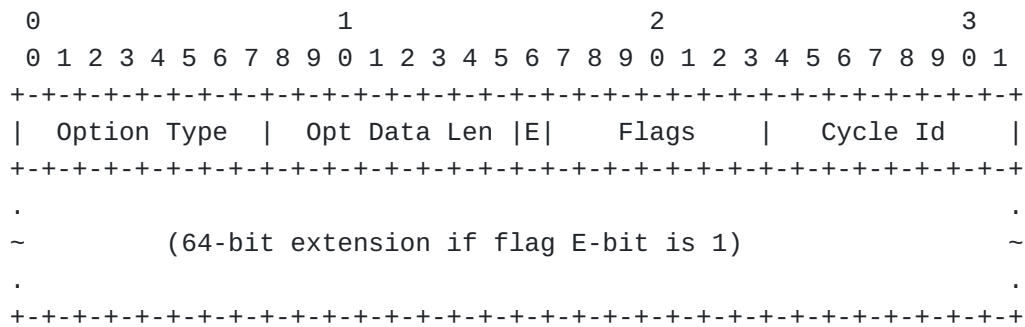 0                   1                   2                   3
 0 1 2 3 4 5 6 7 8 9 0 1 2 3 4 5 6 7 8 9 0 1 2 3 4 5 6 7 8 9 0 1
+-+-+-+-+-+-+-+-+-+-+-+-+-+-+-+-+-+-+-+-+-+-+-+-+-+-+-+-+-+-+-+-+
|  Option Type  |  Opt Data Len |E|    Flags    |   Cycle Id    |
+-+-+-+-+-+-+-+-+-+-+-+-+-+-+-+-+-+-+-+-+-+-+-+-+-+-+-+-+-+-+-+-+
.                                                               .
~         (64-bit extension if flag E-bit is 1)                 ~
.                                                               .
+-+-+-+-+-+-+-+-+-+-+-+-+-+-+-+-+-+-+-+-+-+-+-+-+-+-+-+-+-+-+-+-+